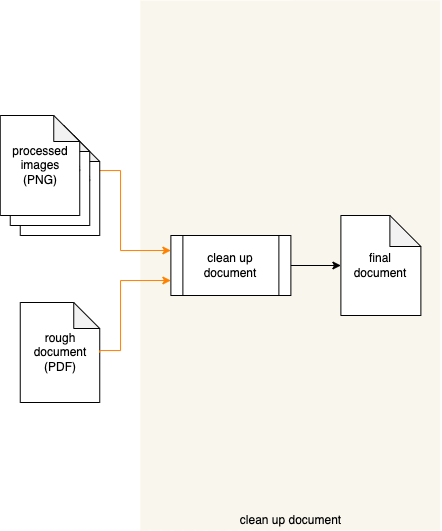 processed
images
(PNG)
clean up
document
final
document
rough
document
(PDF)
clean up document